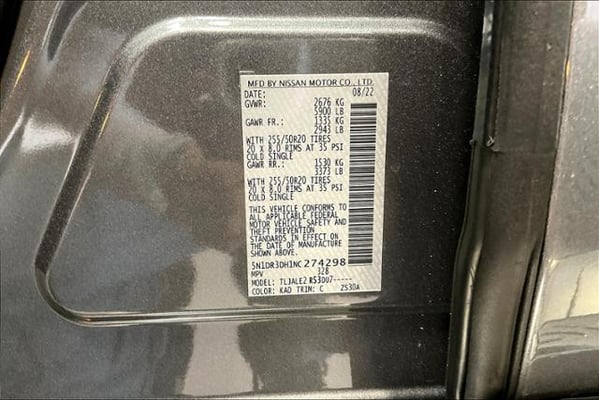 MFD BY NISSAN MOTOR CO., LTD.
DATE: 08/22
GVWR: 2676 KG
5900 LB
GAWR FR.: 1335 KG
2943 LB
WITH 255/50R20 TIRES
20 x 8.0 RIMS AT 35 PSI
COLD SINGLE
GAWR RR.: 1530 KG
3373 LB
WITH 255/50R20 TIRES
20 x 8.0 RIMS AT 35 PSI
COLD SINGLE
THIS VEHICLE CONFORMS TO
ALL APPLICABLE FEDERAL
MOTOR VEHICLE SAFETY AND
THEFT PREVENTION
STANDARDS IN EFFECT ON
THE DATE OF MANUFACTURE
SHOWN ABOVE.
5N1DR3DH1NC274298
MPV 328
MODEL: TLJALE2 RS3DU7-----
COLOR: KAD TRIM: C 2S30A